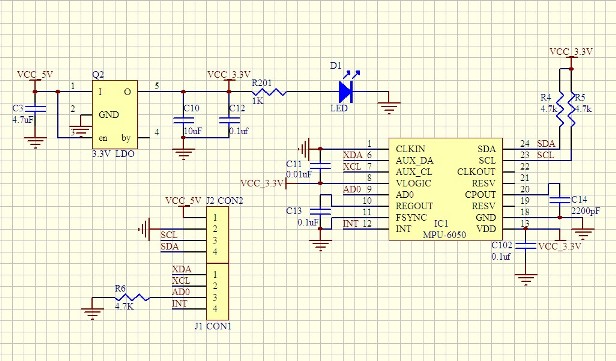 VCC_5V
Q2
VCC_3.3V
D1
VCC_3.3V
1 I O 5
R201
1K
LED
C3
4.7uF
2 GND
C10
10uF
C12
0.1uf
3 en by 4
3.3V LDO
R4
4.7k
R5
4.7k
1 CLKIN SDA 24 SDA
XDA 6 AUX_DA SCL 23 SCL
XCL 7 AUX_CL CLKOUT 22
C11
0.01uF
VCC_3.3V 8 VLOGIC RESV 21
AD0 9 AD0 CPOUT 20
10 REGOUT RESV 19
C13
0.1uF
11 FSYNC GND 18
INT 12 INT VDD 13
IC1
MPU-6050
C14
2200pF
C102
0.1uf
VCC_3.3V
VCC_5V
J2 CON2
1
2
SCL 3
SDA 4
XDA 1
XCL 2
R6
4.7K
AD0 3
INT 4
J1 CON1